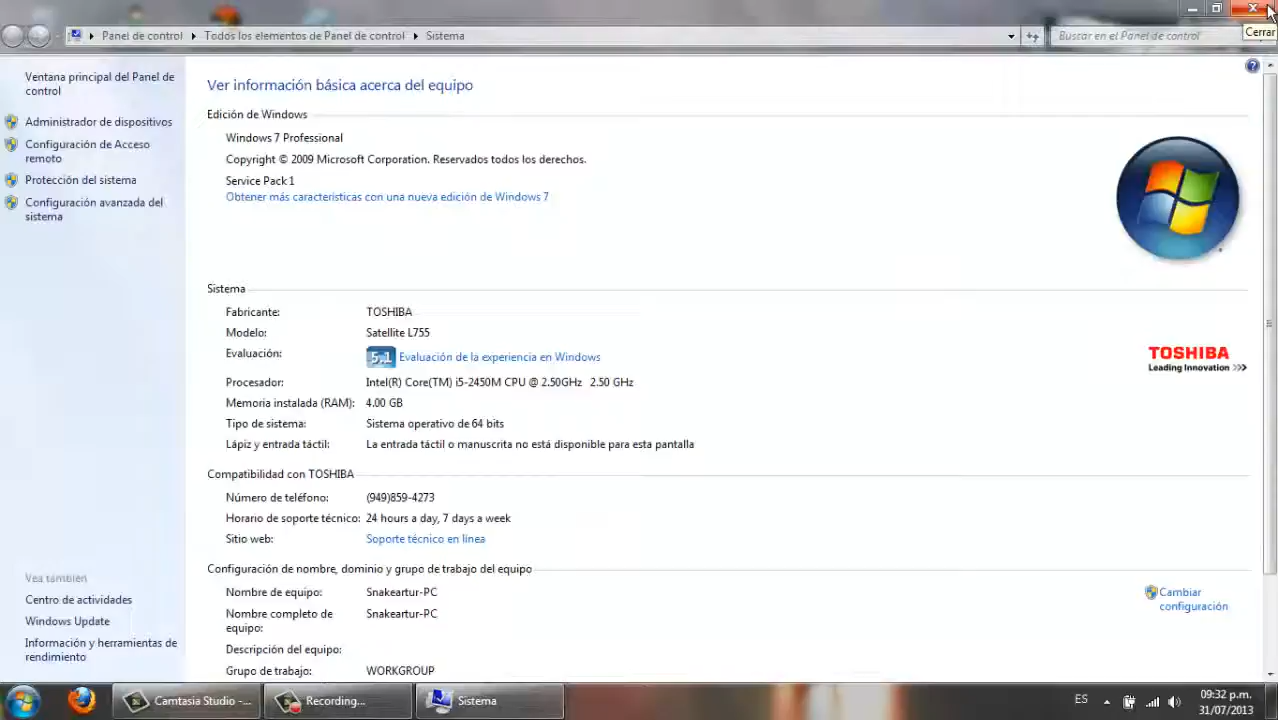 Panel de control
Todos los elementos de Panel de control
Sistema
Buscar en el Panel de control
Cerrar
Ventana principal del Panel de
control
Administrador de dispositivos
Configuración de Acceso
remoto
Protección del sistema
Configuración avanzada del
sistema
Vea también
Centro de actividades
Windows Update
Información y herramientas de
rendimiento
Ver información básica acerca del equipo
Edición de Windows
Windows 7 Professional
Copyright © 2009 Microsoft Corporation. Reservados todos los derechos.
Service Pack 1
Obtener más características con una nueva edición de Windows 7
Sistema
Fabricante: TOSHIBA
Modelo: Satellite L755
Evaluación: 5,1 Evaluación de la experiencia en Windows
Procesador: Intel(R) Core(TM) i5-2450M CPU @ 2.50GHz 2.50 GHz
Memoria instalada (RAM): 4.00 GB
Tipo de sistema: Sistema operativo de 64 bits
Lápiz y entrada táctil: La entrada táctil o manuscrita no está disponible para esta pantalla
TOSHIBA
Leading Innovation >>>
Compatibilidad con TOSHIBA
Número de teléfono: (949)859-4273
Horario de soporte técnico: 24 hours a day, 7 days a week
Sitio web: Soporte técnico en línea
Configuración de nombre, dominio y grupo de trabajo del equipo
Nombre de equipo: Snakeartur-PC
Cambiar
configuración
Nombre completo de
equipo: Snakeartur-PC
Descripción del equipo:
Grupo de trabajo: WORKGROUP
Camtasia Studio -...
Recording...
Sistema
ES
09:32 p.m.
31/07/2013